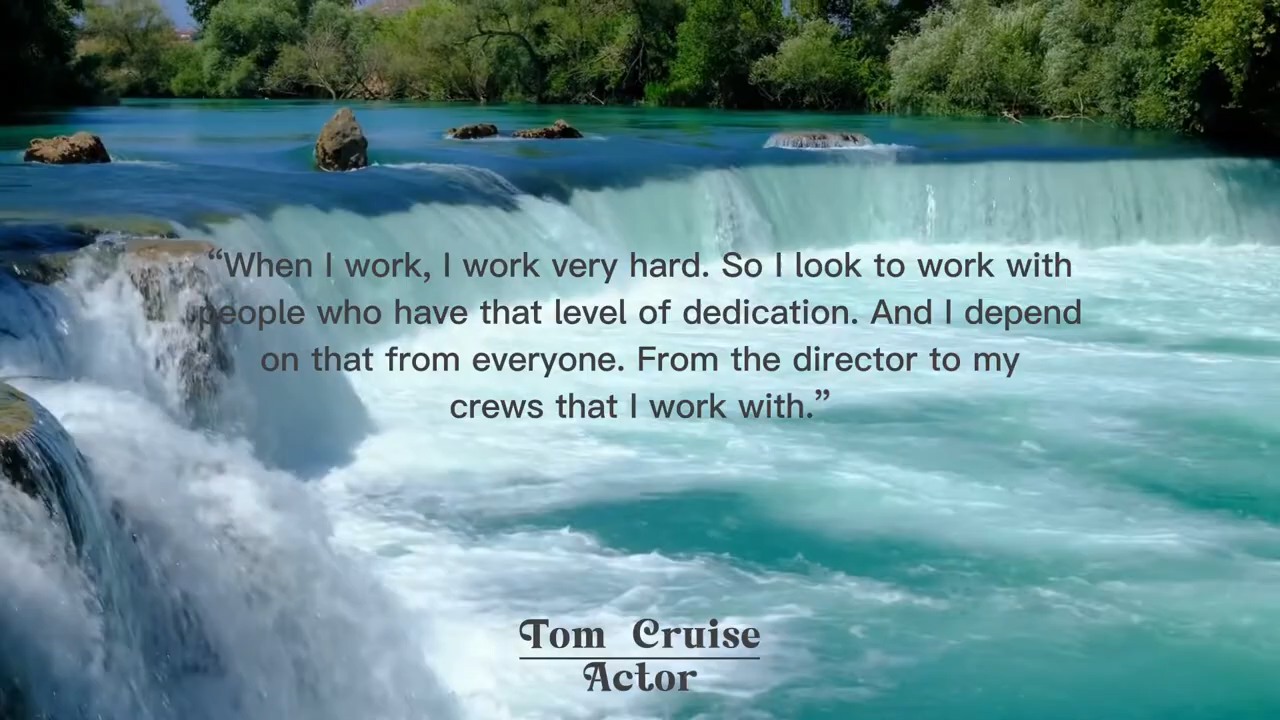 “When I work, I work very hard. So I look to work with
people who have that level of dedication. And I depend
on that from everyone. From the director to my
crews that I work with.”
Tom Cruise
Actor